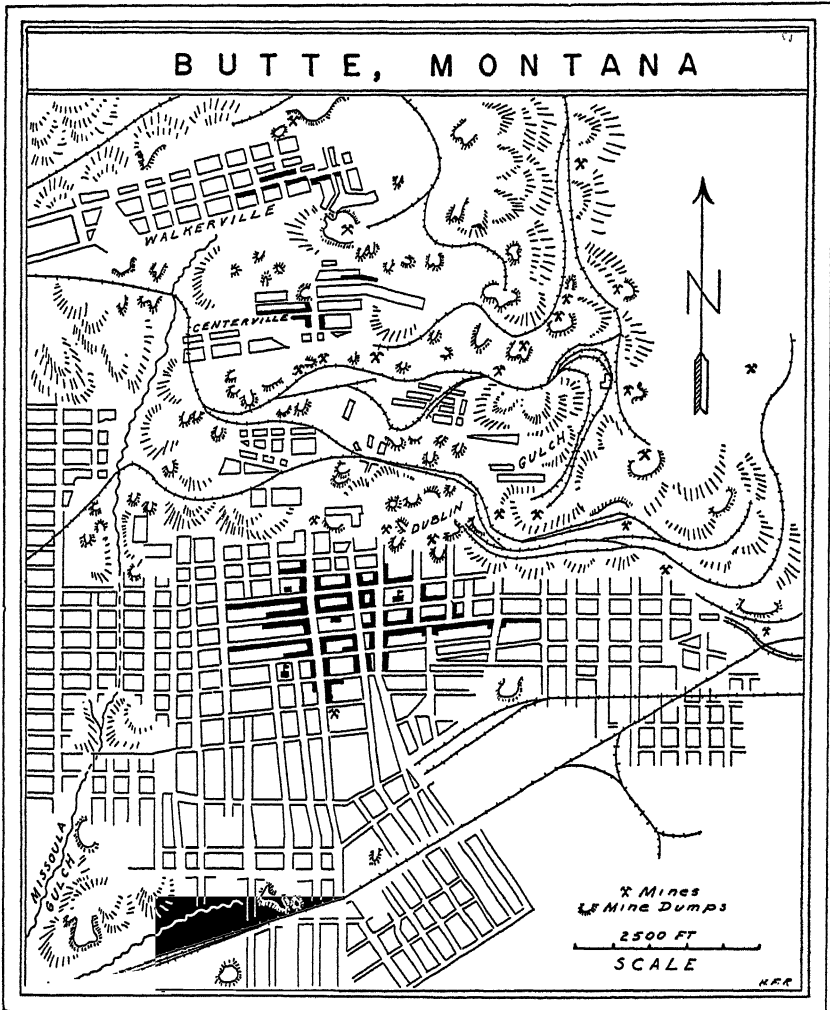 BUTTE, MONTANA
WALKERVILLE
CENTERVILLE
GULCH
DUBLIN
MISSOULA
GULCH
Mines
Mine Dumps
2500 FT
SCALE
H.F.R